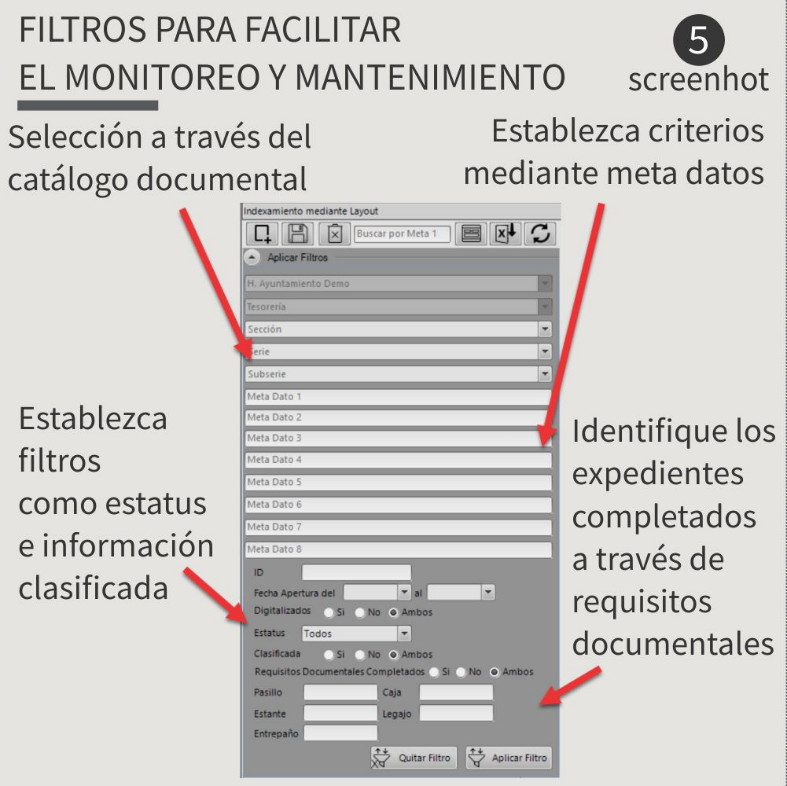 FILTROS PARA FACILITAR
EL MONITOREO Y MANTENIMIENTO
5
screenhot
Selección a través del
catálogo documental
Establezca criterios
mediante meta datos
Indexamiento mediante Layout
Buscar por Meta 1
Aplicar Filtros
H. Ayuntamiento Demo
Tesorería
Sección
Serie
Subserie
Meta Dato 1
Meta Dato 2
Meta Dato 3
Meta Dato 4
Meta Dato 5
Meta Dato 6
Meta Dato 7
Meta Dato 8
ID
Fecha Apertura del al
Digitalizados Si No Ambos
Estatus Todos
Clasificada Si No Ambos
Requisitos Documentales Completados Si No Ambos
Pasillo Caja
Estante Legajo
Entrepaño
Quitar Filtro Aplicar Filtro
Establezca
filtros
como estatus
e información
clasificada
Identifique los
expedientes
completados
a través de
requisitos
documentales